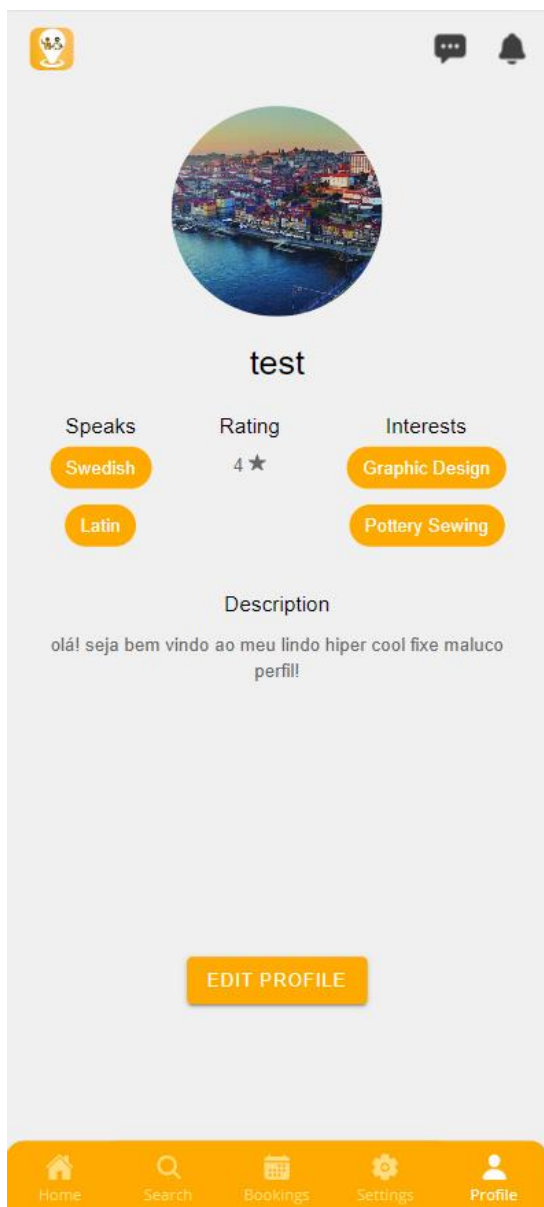 test
Speaks
Rating
Interests
Swedish
4 ★
Graphic Design
Latin
Pottery Sewing
Description
olá! seja bem vindo ao meu lindo hiper cool fixe maluco
perfil!
EDIT PROFILE
Home
Search
Bookings
Settings
Profile